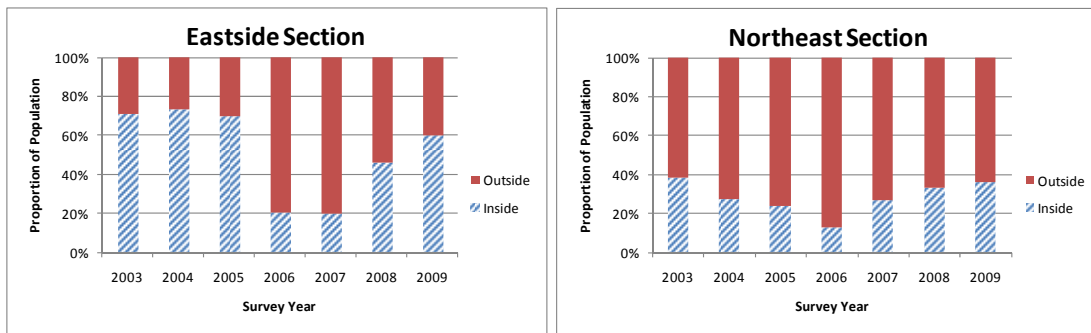 Eastside Section
100%
80%
60%
40%
20%
0%
Proportion of Population
2003 2004 2005 2006 2007 2008 2009
Survey Year
Outside
Inside
Northeast Section
100%
80%
60%
40%
20%
0%
Proportion of Population
2003 2004 2005 2006 2007 2008 2009
Survey Year
Outside
Inside